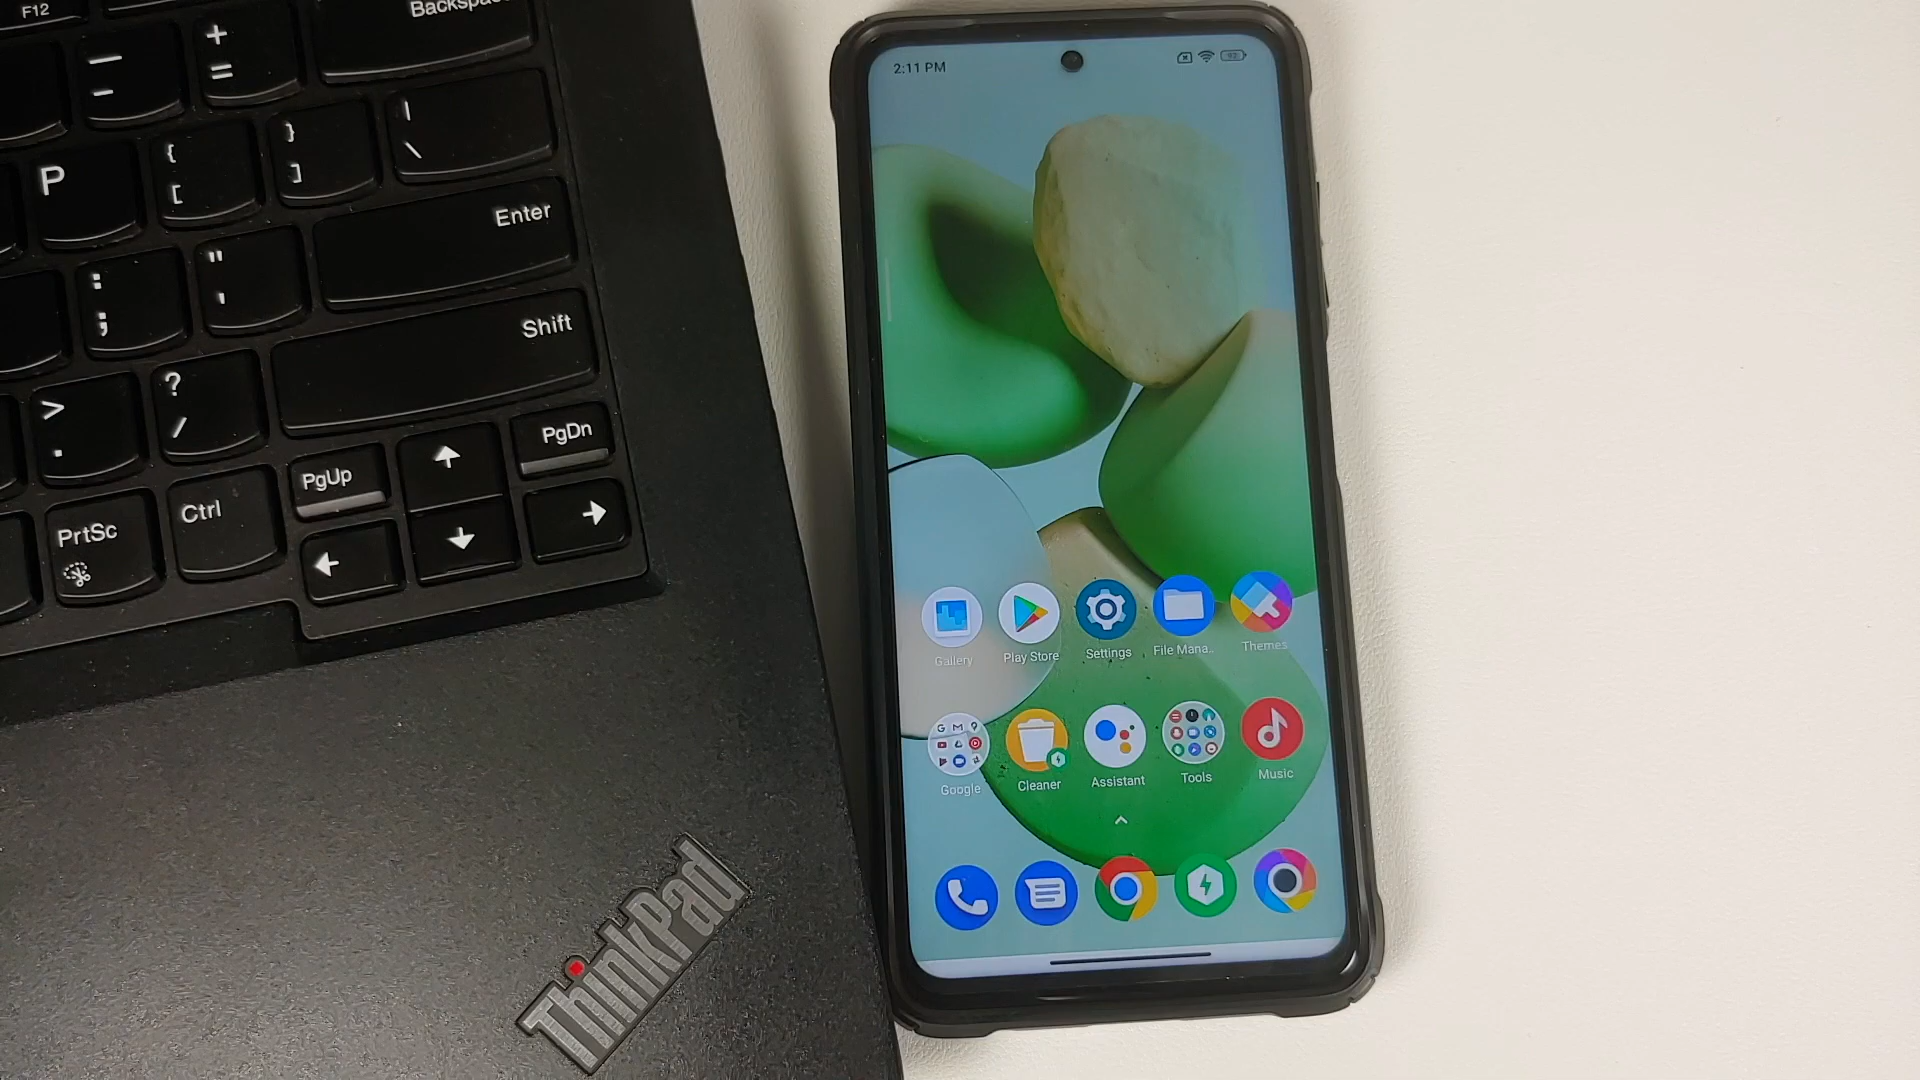 F12
Backspac
+
=
—
-
P
{
[
}
]
|
\
Enter
:
;
"
'
Shift
>
.
?
/
PgUp
PgDn
PrtSc
Ctrl
ThinkPad
2:11 PM
Gallery
Play Store
Settings
File Mana..
Themes
Google
Cleaner
Assistant
Tools
Music